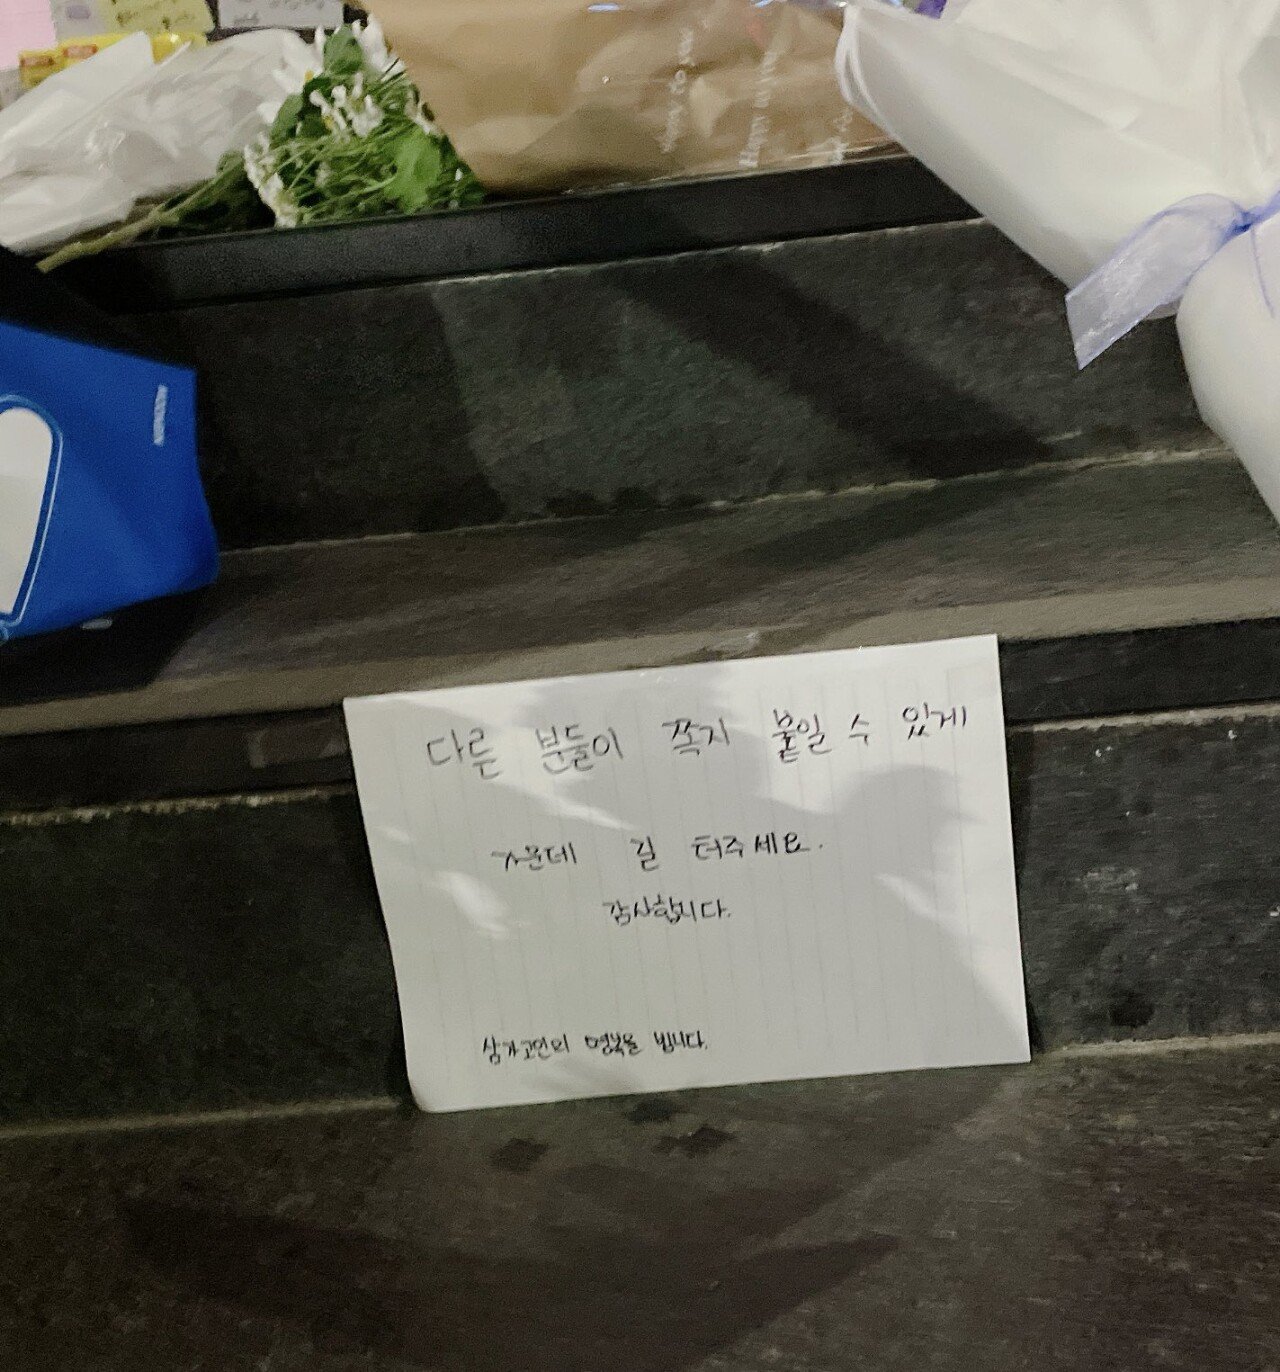 다른 분들이 쪽지 붙일 수 있게
가운데 길 터주세요.
감사합니다.
삼가고인의 명복을 빕니다.